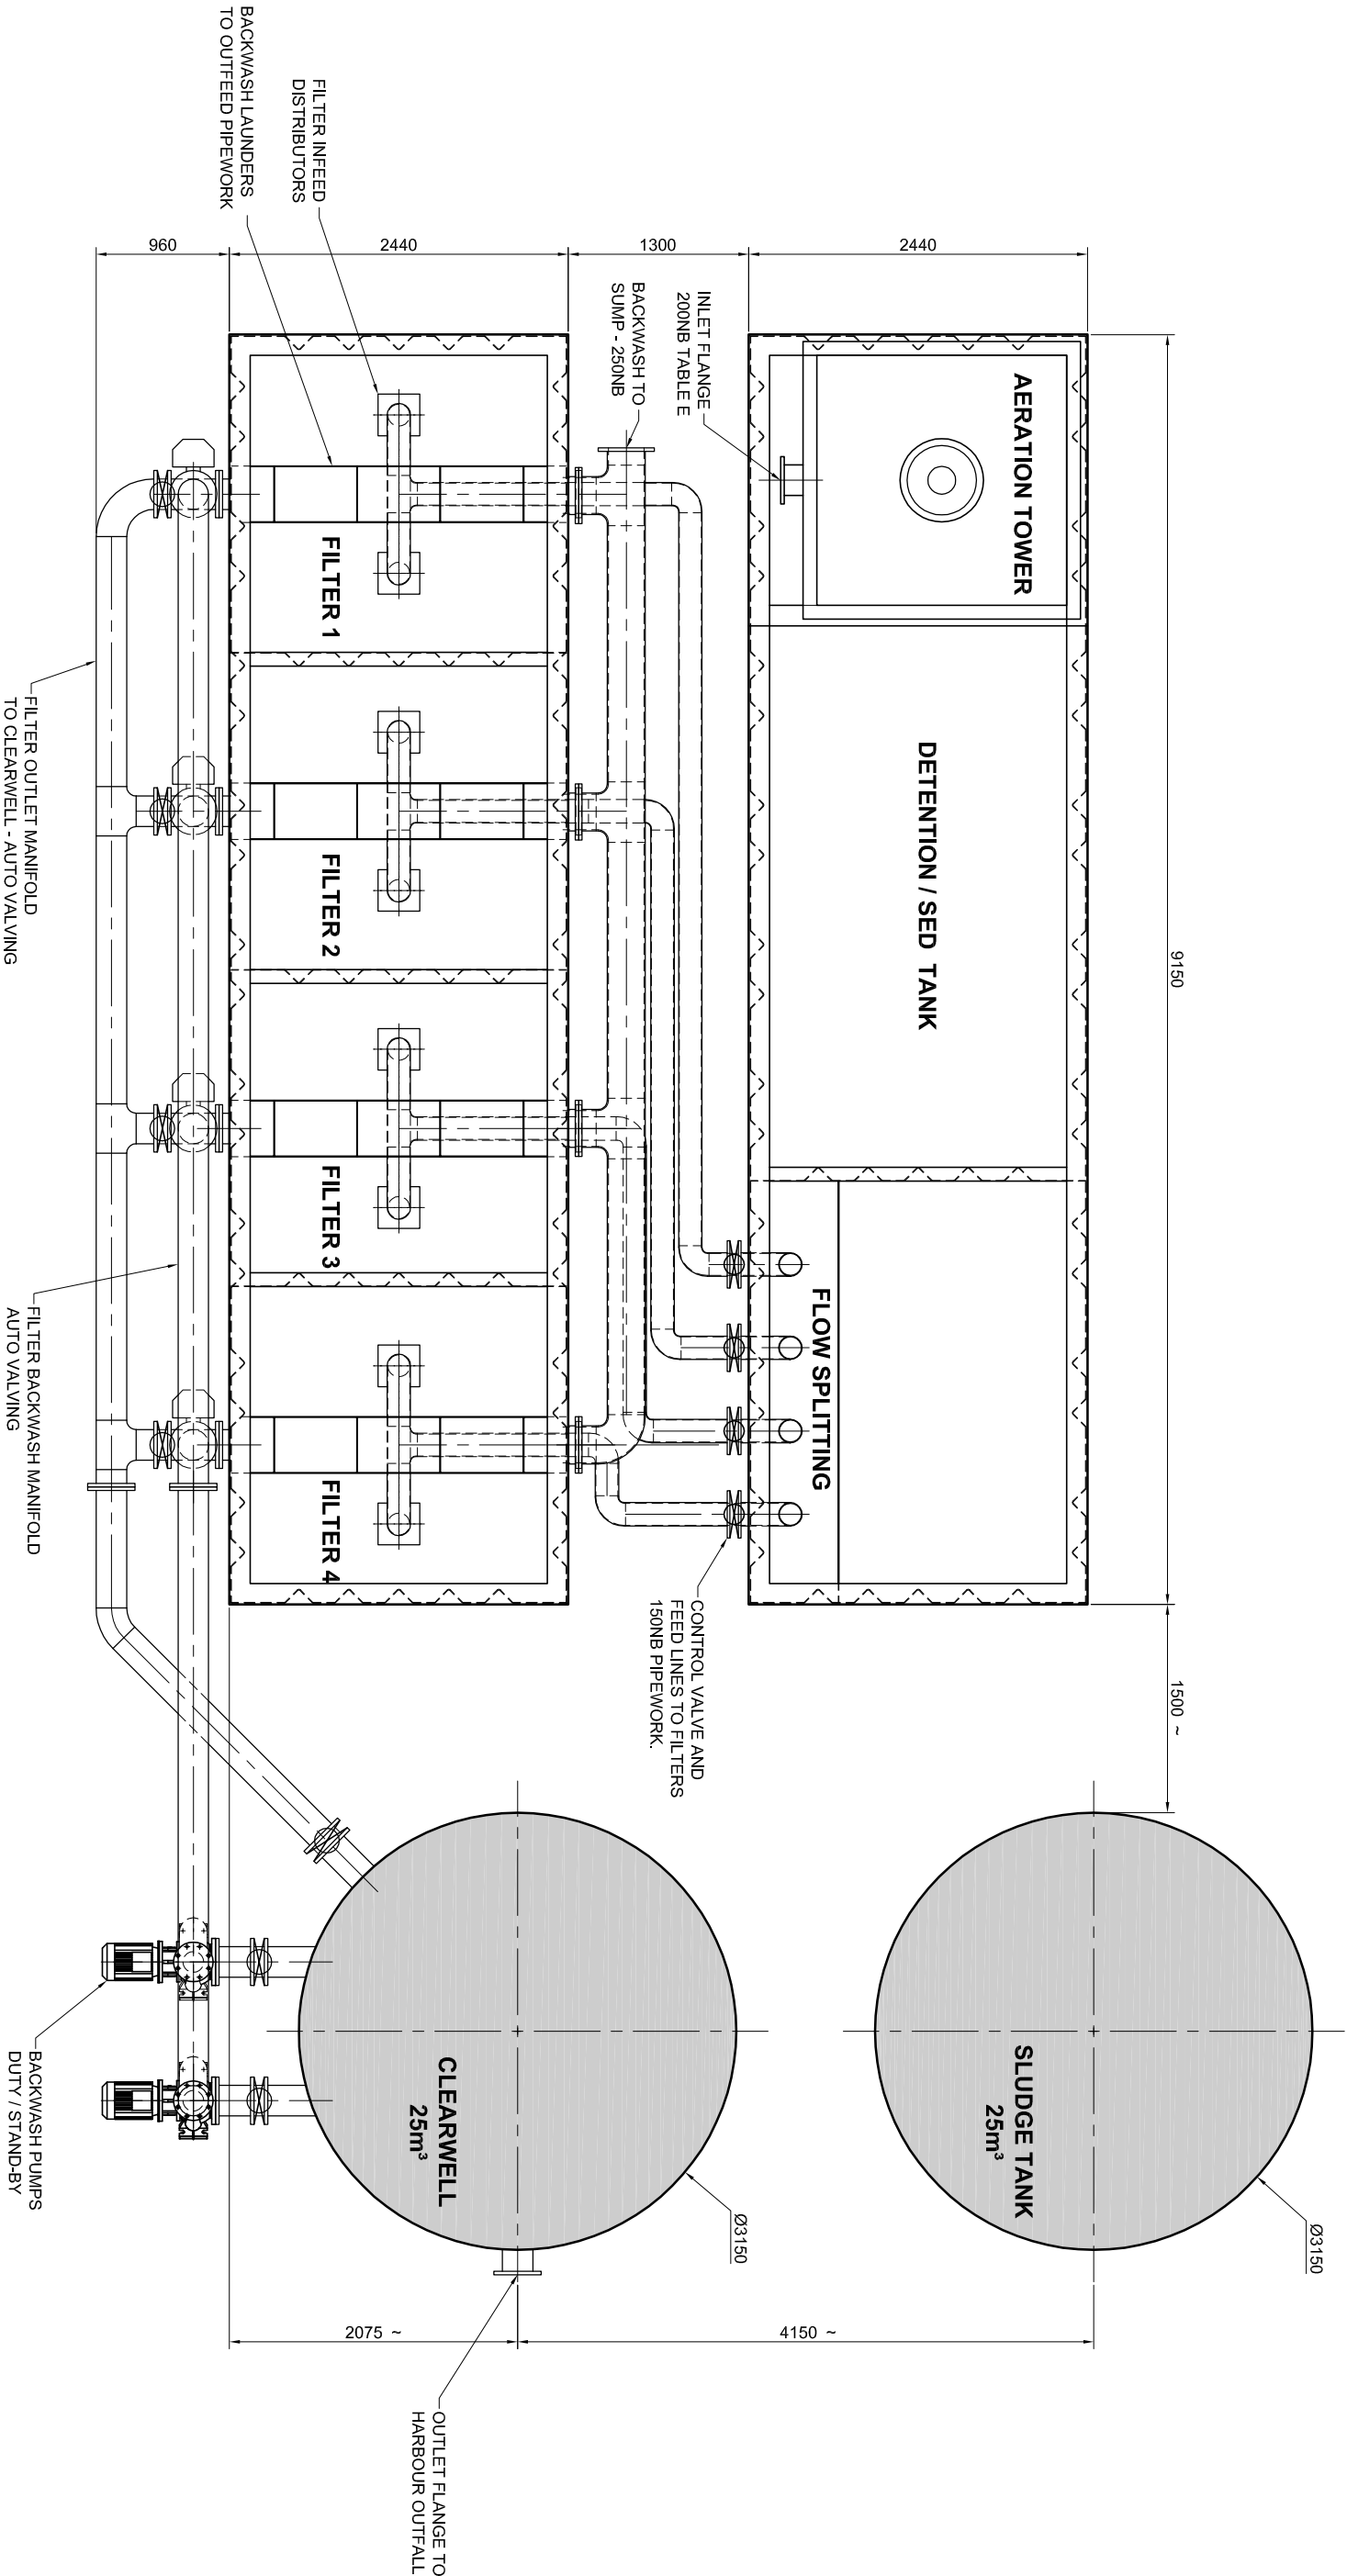 9150
1500 ~
Ø3150
2440
1300
2440
960
AERATION TOWER
DETENTION / SED TANK
FLOW SPLITTING
SLUDGE TANK
25m³
INLET FLANGE
200NB TABLE E
BACKWASH TO
SUMP - 250NB
CONTROL VALVE AND
FEED LINES TO FILTERS
150NB PIPEWORK.
Ø3150
4150 ~
2075 ~
FILTER INFEED
DISTRIBUTORS
BACKWASH LAUNDERS
TO OUTFEED PIPEWORK
FILTER 1
FILTER 2
FILTER 3
FILTER 4
CLEARWELL
25m³
OUTLET FLANGE TO
HARBOUR OUTFALL
FILTER OUTLET MANIFOLD
TO CLEARWELL - AUTO VALVING
FILTER BACKWASH MANIFOLD
AUTO VALVING
BACKWASH PUMPS
DUTY / STAND-BY